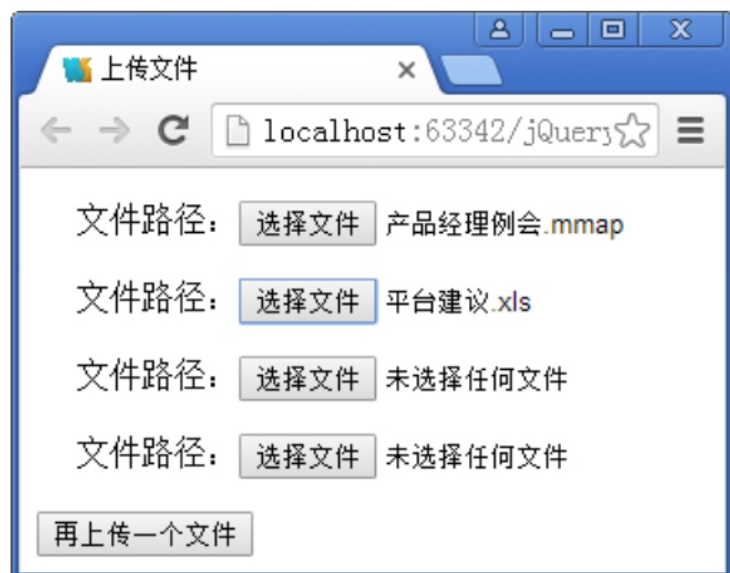 上传文件
localhost:63342/jQuery
文件路径：选择文件 产品经理例会.mmap
文件路径：选择文件 平台建议.xls
文件路径：选择文件 未选择任何文件
文件路径：选择文件 未选择任何文件
再上传一个文件